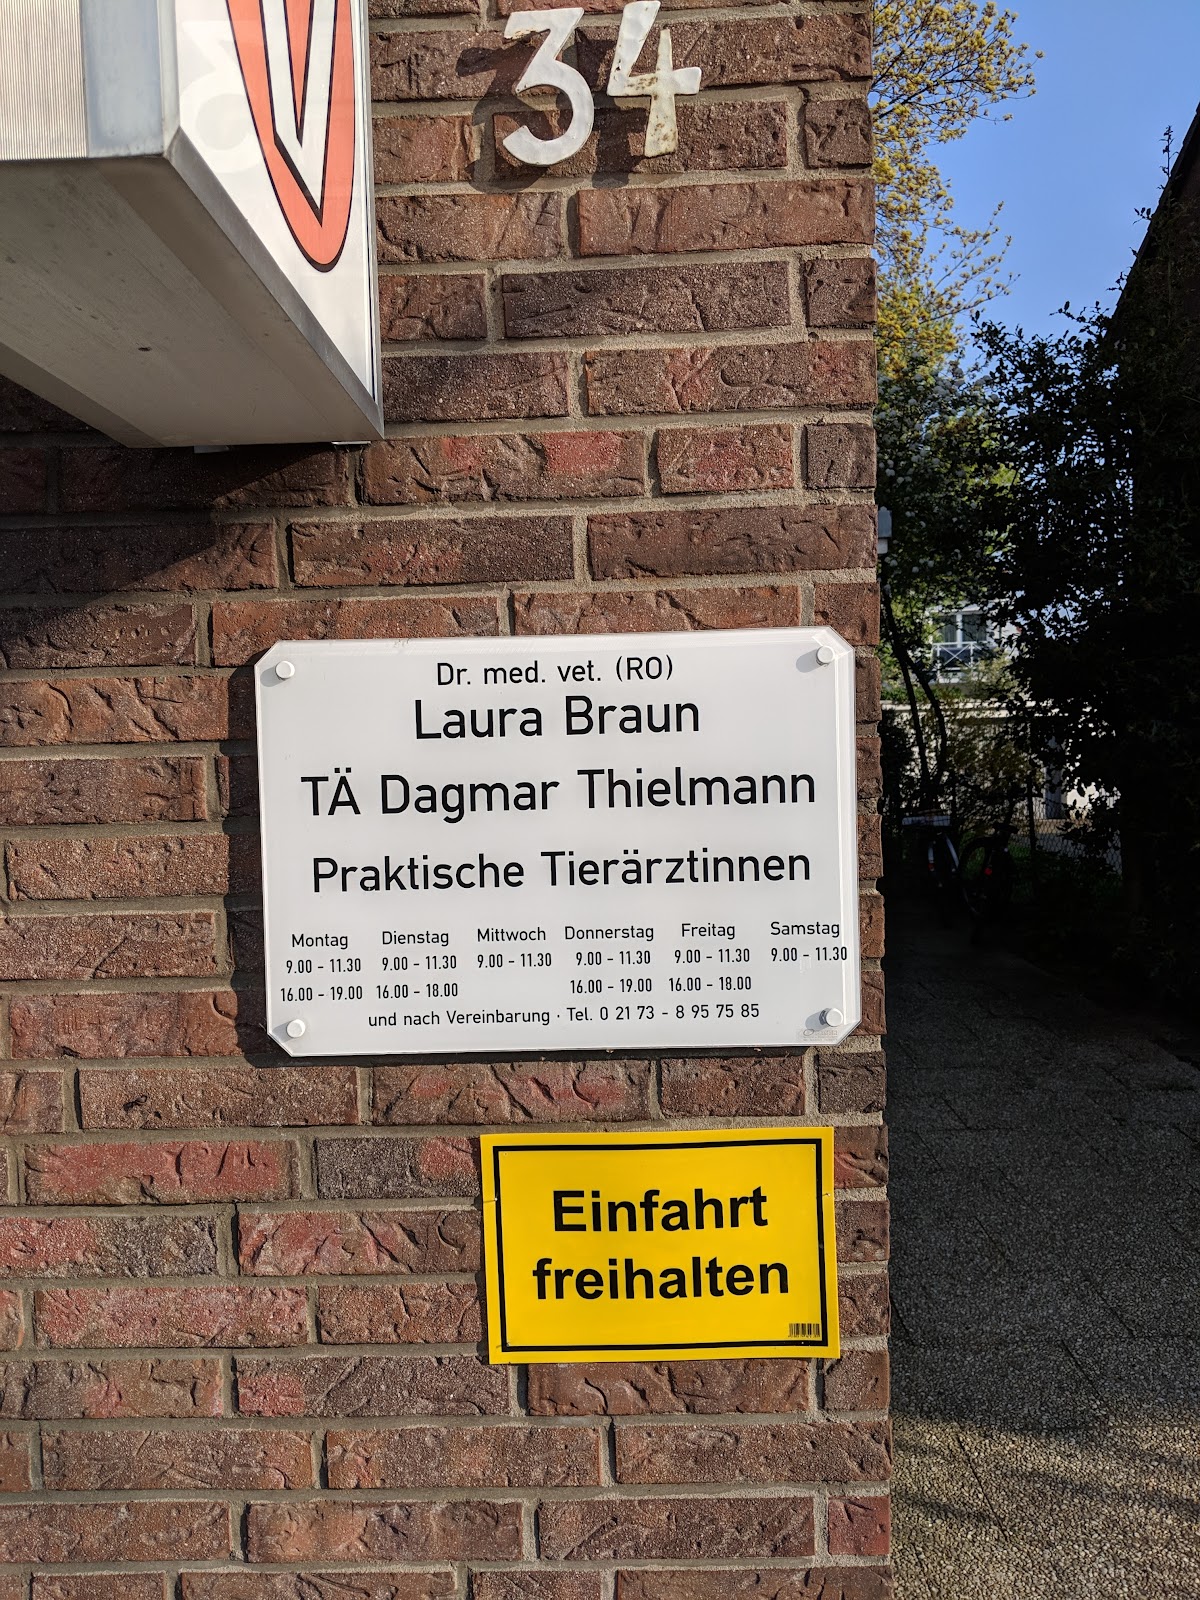 34
V
Dr. med. vet. (RO)
Laura Braun
TÄ Dagmar Thielmann
Praktische Tierärztinnen
Montag Dienstag Mittwoch Donnerstag Freitag Samstag
9.00 - 11.30 9.00 - 11.30 9.00 - 11.30 9.00 - 11.30 9.00 - 11.30 9.00 - 11.30
16.00 - 19.00 16.00 - 18.00 16.00 - 19.00 16.00 - 18.00
und nach Vereinbarung · Tel. 0 21 73 - 8 95 75 85
Einfahrt
freihalten